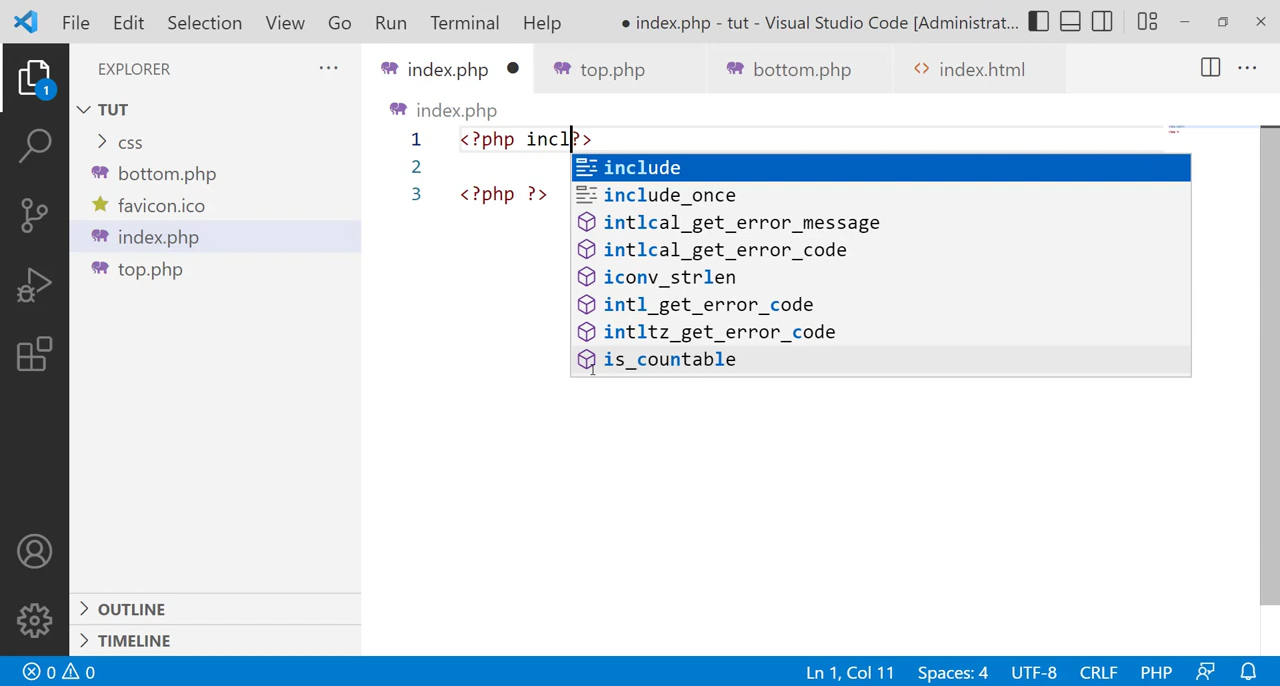 File Edit Selection View Go Run Terminal Help ● index.php - tut - Visual Studio Code [Administrat...
EXPLORER ...
index.php ● top.php bottom.php <> index.html ...
1
TUT
index.php
css
bottom.php
favicon.ico
index.php
top.php
1 <?php incl?>
2
3 <?php ?>
include
include_once
intlcal_get_error_message
intlcal_get_error_code
iconv_strlen
intl_get_error_code
intltz_get_error_code
is_countable
OUTLINE
TIMELINE
0 0 Ln 1, Col 11 Spaces: 4 UTF-8 CRLF PHP